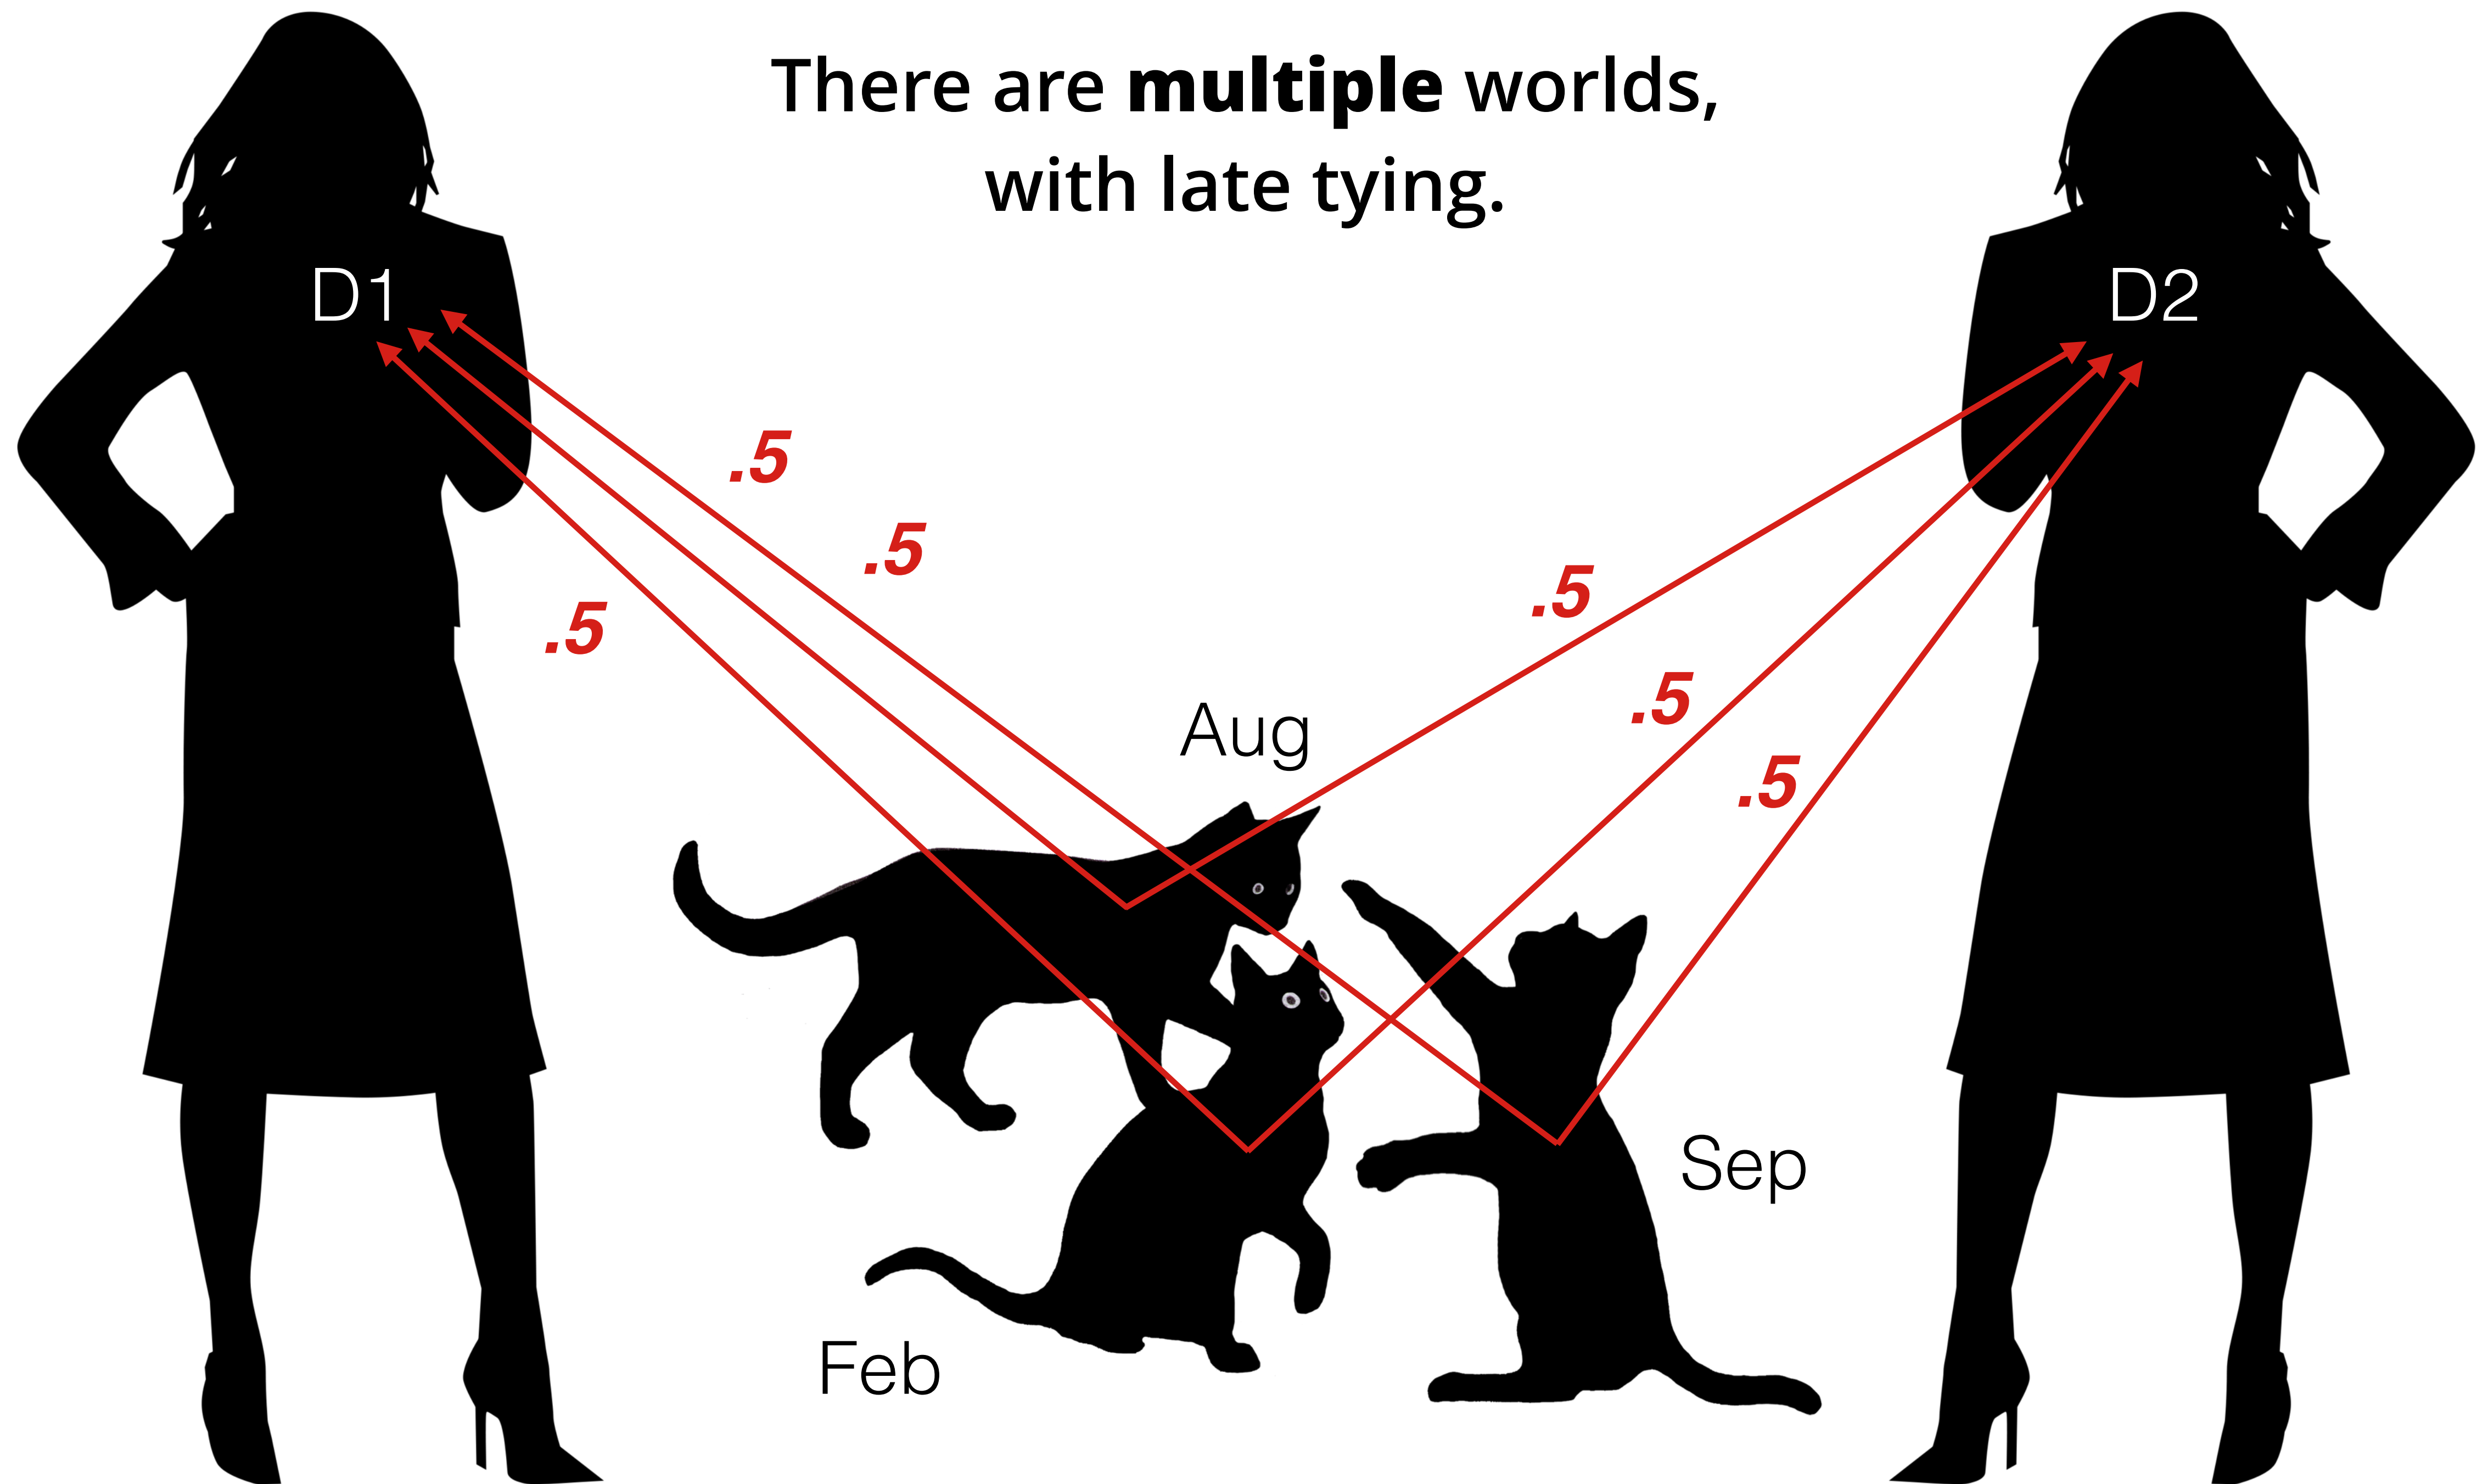 There are multiple worlds,
with late tying.
D1
D2
.5
.5
.5
.5
.5
.5
Aug
Sep
Feb